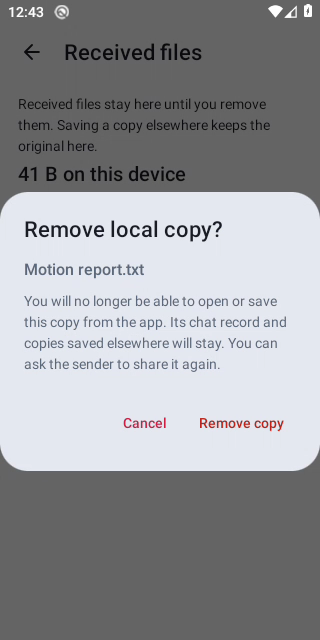 12:43
Received files
Received files stay here until you remove
them. Saving a copy elsewhere keeps the
original here.
41 B on this device
Remove local copy?
Motion report.txt
You will no longer be able to open or save
this copy from the app. Its chat record and
copies saved elsewhere will stay. You can
ask the sender to share it again.
Cancel
Remove copy